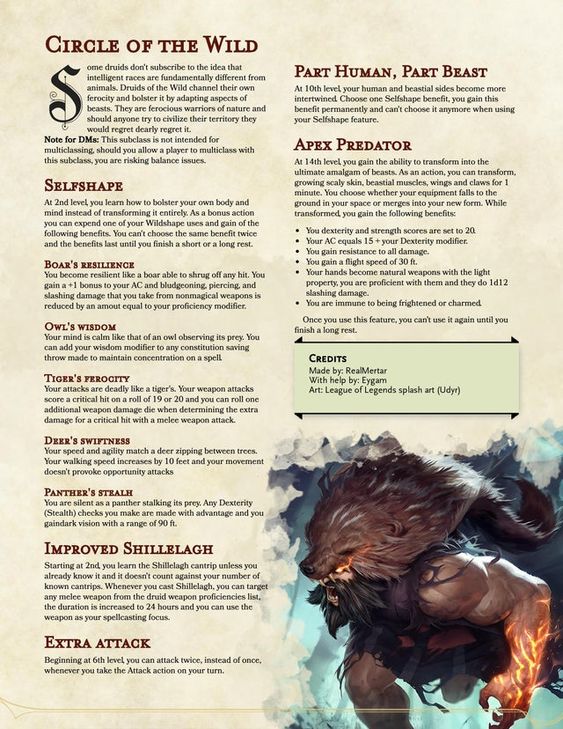 Circle of the Wild
Some druids don't subscribe to the idea that
intelligent races are fundamentally different from
animals. Druids of the Wild channel their own
ferocity and bolster it by adapting aspects of
beasts. They are ferocious warriors of nature and
should anyone try to civilize their territory they
would regret dearly regret it.
Note for DMs: This subclass is not intended for
multiclassing, should you allow a player to multiclass with
this subclass, you are risking balance issues.
Selfshape
At 2nd level, you learn how to bolster your own body and
mind instead of transforming it entirely. As a bonus action
you can expend one of your Wildshape uses and gain of the
following benefits. You can't choose the same benefit twice
and the benefits last until you finish a short or a long rest.
Boar's resilience
You become resilient like a boar able to shrug off any hit. You
gain a +1 bonus to your AC and bludgeoning, piercing, and
slashing damage that you take from nonmagical weapons is
reduced by an amout equal to your proficiency modifier.
Owl's wisdom
Your mind is calm like that of an owl observing its prey. You
can add your wisdom modifier to any constitution saving
throw made to maintain concentration on a spell.
Tiger's ferocity
Your attacks are deadly like a tiger's. Your weapon attacks
score a critical hit on a roll of 19 or 20 and you can roll one
additional weapon damage die when determining the extra
damage for a critical hit with a melee weapon attack.
Deer's swiftness
Your speed and agility match a deer zipping between trees.
Your walking speed increases by 10 feet and your movement
doesn't provoke opportunity attacks
Panther's stealh
You are silent as a panther stalking its prey. Any Dexterity
(Stealth) checks you make are made with advantage and you
gaindark vision with a range of 90 ft.
Improved Shillelagh
Starting at 2nd, you learn the Shillelagh cantrip unless you
already know it and it doesn't count against your number of
known cantrips. Whenever you cast Shillelagh, you can target
any melee weapon from the druid weapon proficiencies list,
the duration is increased to 24 hours and you can use the
weapon as your spellcasting focus.
Extra attack
Beginning at 6th level, you can attack twice, instead of once,
whenever you take the Attack action on your turn.
Part Human, Part Beast
At 10th level, your human and beastial sides become more
intertwined. Choose one Selfshape benefit, you gain this
benefit permanently and can't choose it anymore when using
your Selfshape feature.
Apex Predator
At 14th level, you gain the ability to transform into the
ultimate amalgam of beasts. As an action, you can transform,
growing scaly skin, beastial muscles, wings and claws for 1
minute. You choose whether your equipment falls to the
ground in your space or merges into your new form. While
transformed, you gain the following benefits:
• You dexterity and strength scores are set to 20.
• Your AC equals 15 + your Dexterity modifier.
• You gain resistance to all damage.
• You gain a flight speed of 30 ft.
• Your hands become natural weapons with the light
property, you are proficient with them and they do 1d12
slashing damage.
• You are immune to being frightened or charmed.
Once you use this feature, you can't use it again until you
finish a long rest.
Credits
Made by: RealMertar
With help by: Eygam
Art: League of Legends splash art (Udyr)